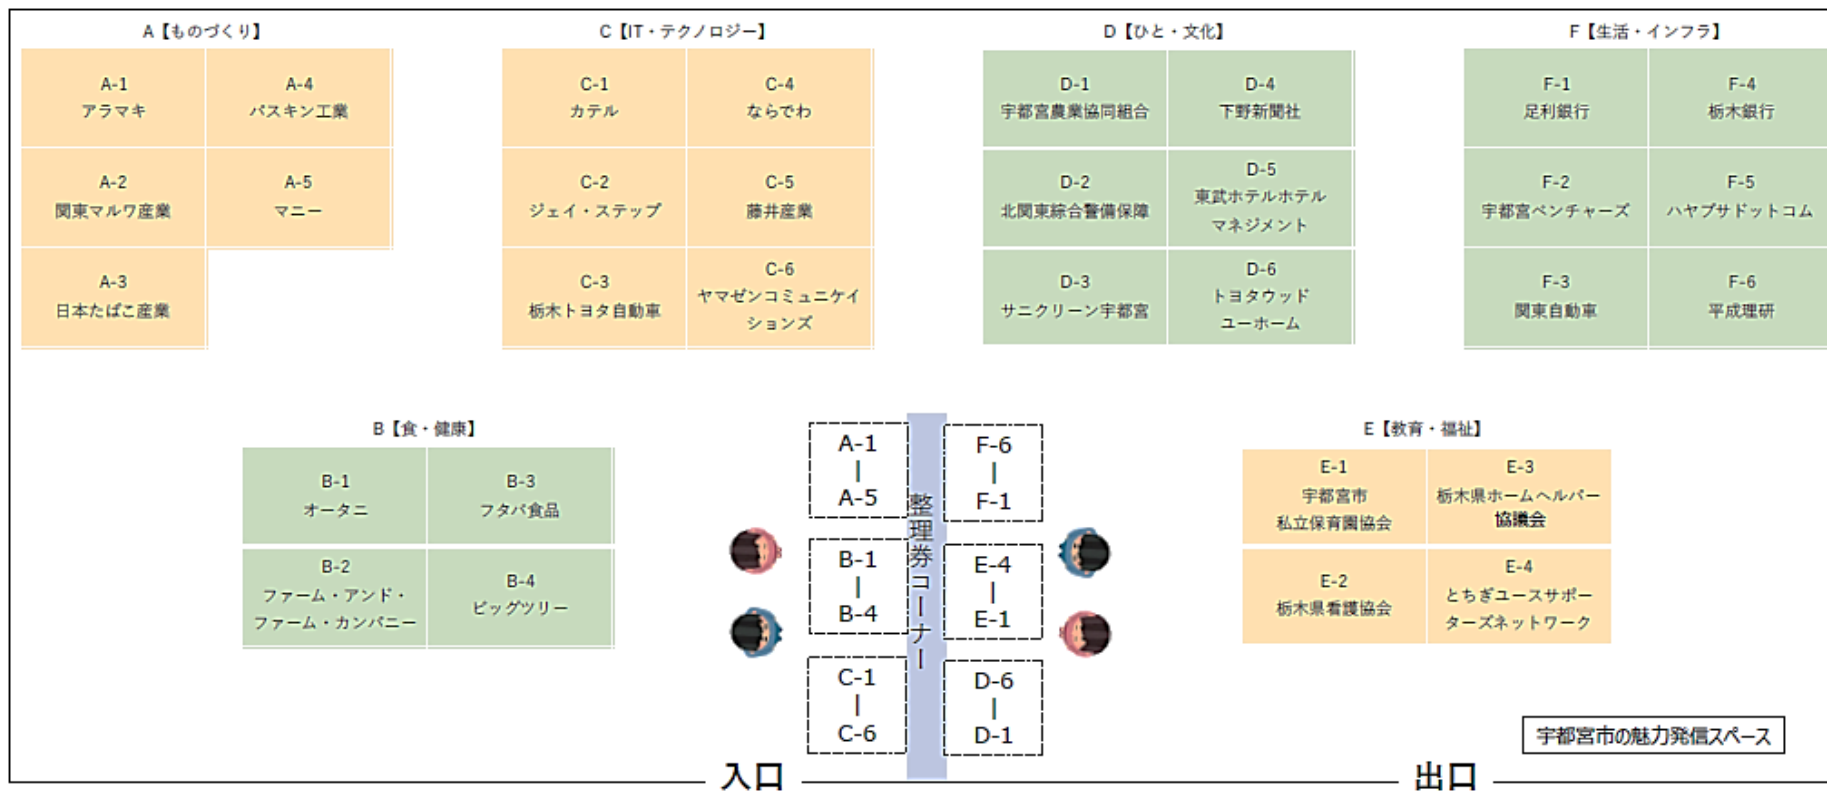 A【ものづくり】
A-1
アラマキ
A-4
パスキン工業
A-2
関東マルワ産業
A-5
マニー
A-3
日本たばこ産業
C【IT・テクノロジー】
C-1
カテル
C-4
ならでわ
C-2
ジェイ・ステップ
C-5
藤井産業
C-3
栃木トヨタ自動車
C-6
ヤマゼンコミュニケイ
ションズ
D【ひと・文化】
D-1
宇都宮農業協同組合
D-4
下野新聞社
D-2
北関東綜合警備保障
D-5
東武ホテルホテル
マネジメント
D-3
サニクリーン宇都宮
D-6
トヨタウッド
ユーホーム
F【生活・インフラ】
F-1
足利銀行
F-4
栃木銀行
F-2
宇都宮ベンチャーズ
F-5
ハヤブサドットコム
F-3
関東自動車
F-6
平成理研
B【食・健康】
B-1
オータニ
B-3
フタバ食品
B-2
ファーム・アンド・
ファーム・カンパニー
B-4
ビッグツリー
A-1
|
A-5
B-1
|
B-4
C-1
|
C-6
整理券コーナー
F-6
|
F-1
E-4
|
E-1
D-6
|
D-1
E【教育・福祉】
E-1
宇都宮市
私立保育園協会
E-3
栃木県ホームヘルパー
協議会
E-2
栃木県看護協会
E-4
とちぎユースサポー
ターズネットワーク
宇都宮市の魅力発信スペース
入口
出口